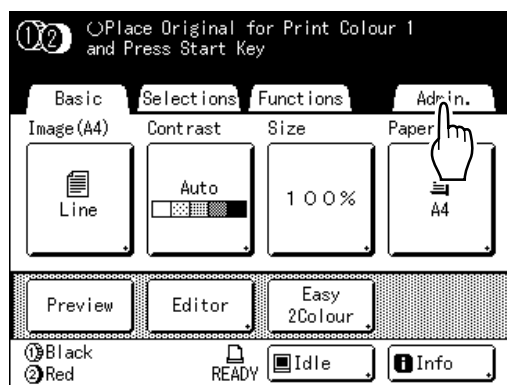 ①② Place Original for Print Colour 1
and Press Start Key
Basic Selections Functions Admin.
Image(A4) Contrast Size Paper
Line Auto 100% A4
Preview Editor Easy
2Colour
①Black
②Red READY Idle Info